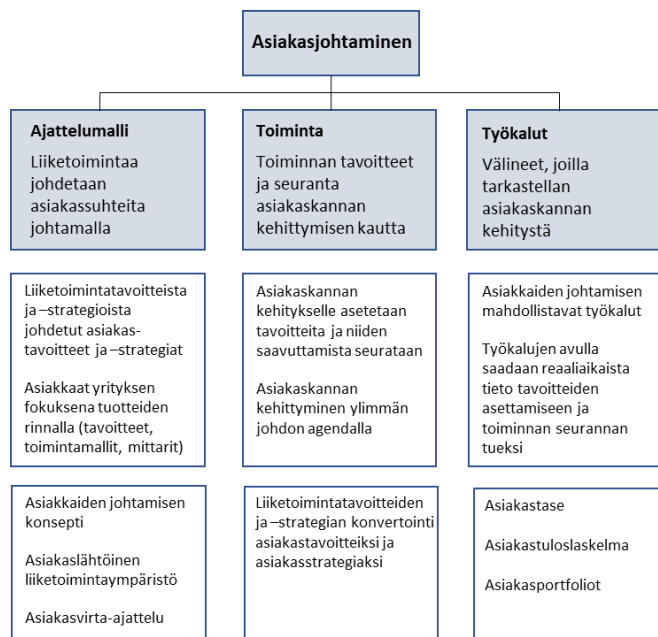 Asiakasjohtaminen
Ajattelumalli
Liiketoimintaa
johdetaan
asiakassuhteita
johtamalla
Toiminta
Toiminnan tavoitteet
ja seuranta
asiakaskannan
kehittymisen kautta
Työkalut
Välineet, joilla
tarkastellan
asiakaskannan
kehitystä
Liiketoimintatavoitteista
ja –strategioista
johdetut asiakas-
tavoitteet ja –strategiat
Asiakkaat yrityksen
fokuksena tuotteiden
rinnalla (tavoitteet,
toimintamallit, mittarit)
Asiakaskannan
kehitykselle asetetaan
tavoitteita ja niiden
saavuttamista seurataan
Asiakaskannan
kehittyminen ylimmän
johdon agendalla
Asiakkaiden johtamisen
mahdollistavat työkalut
Työkalujen avulla
saadaan reaaliaikaista
tieto tavoitteiden
asettamiseen ja
toiminnan seurannan
tueksi
Asiakkaiden johtamisen
konsepti
Asiakaslähtöinen
liiketoimintaympäristö
Asiakasvirta-ajattelu
Liiketoimintatavoitteiden
ja –strategian konvertointi
asiakastavoitteiksi ja
asiakasstrategiaksi
Asiakastase
Asiakastuloslaskelma
Asiakasportfoliot